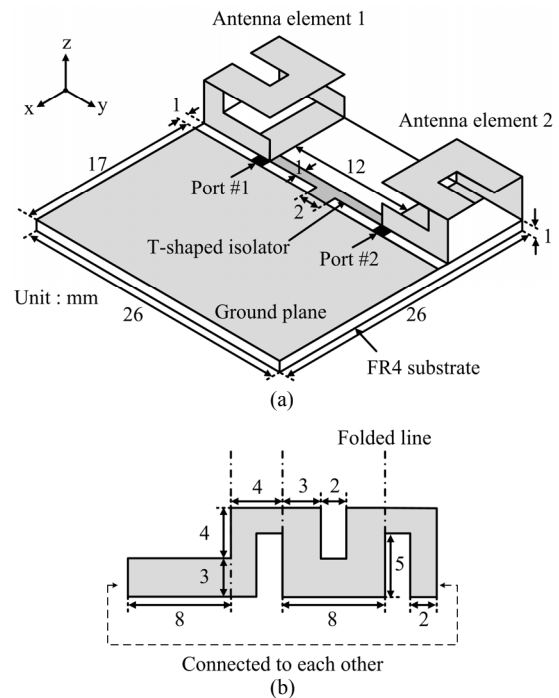 Antenna element 1
z
x
y
1
Antenna element 2
17
12
Port #1
1
2
T-shaped isolator
Port #2
1
Unit : mm
Ground plane
26
26
FR4 substrate
(a)
Folded line
4
3
2
4
3
5
8
8
2
Connected to each other
(b)